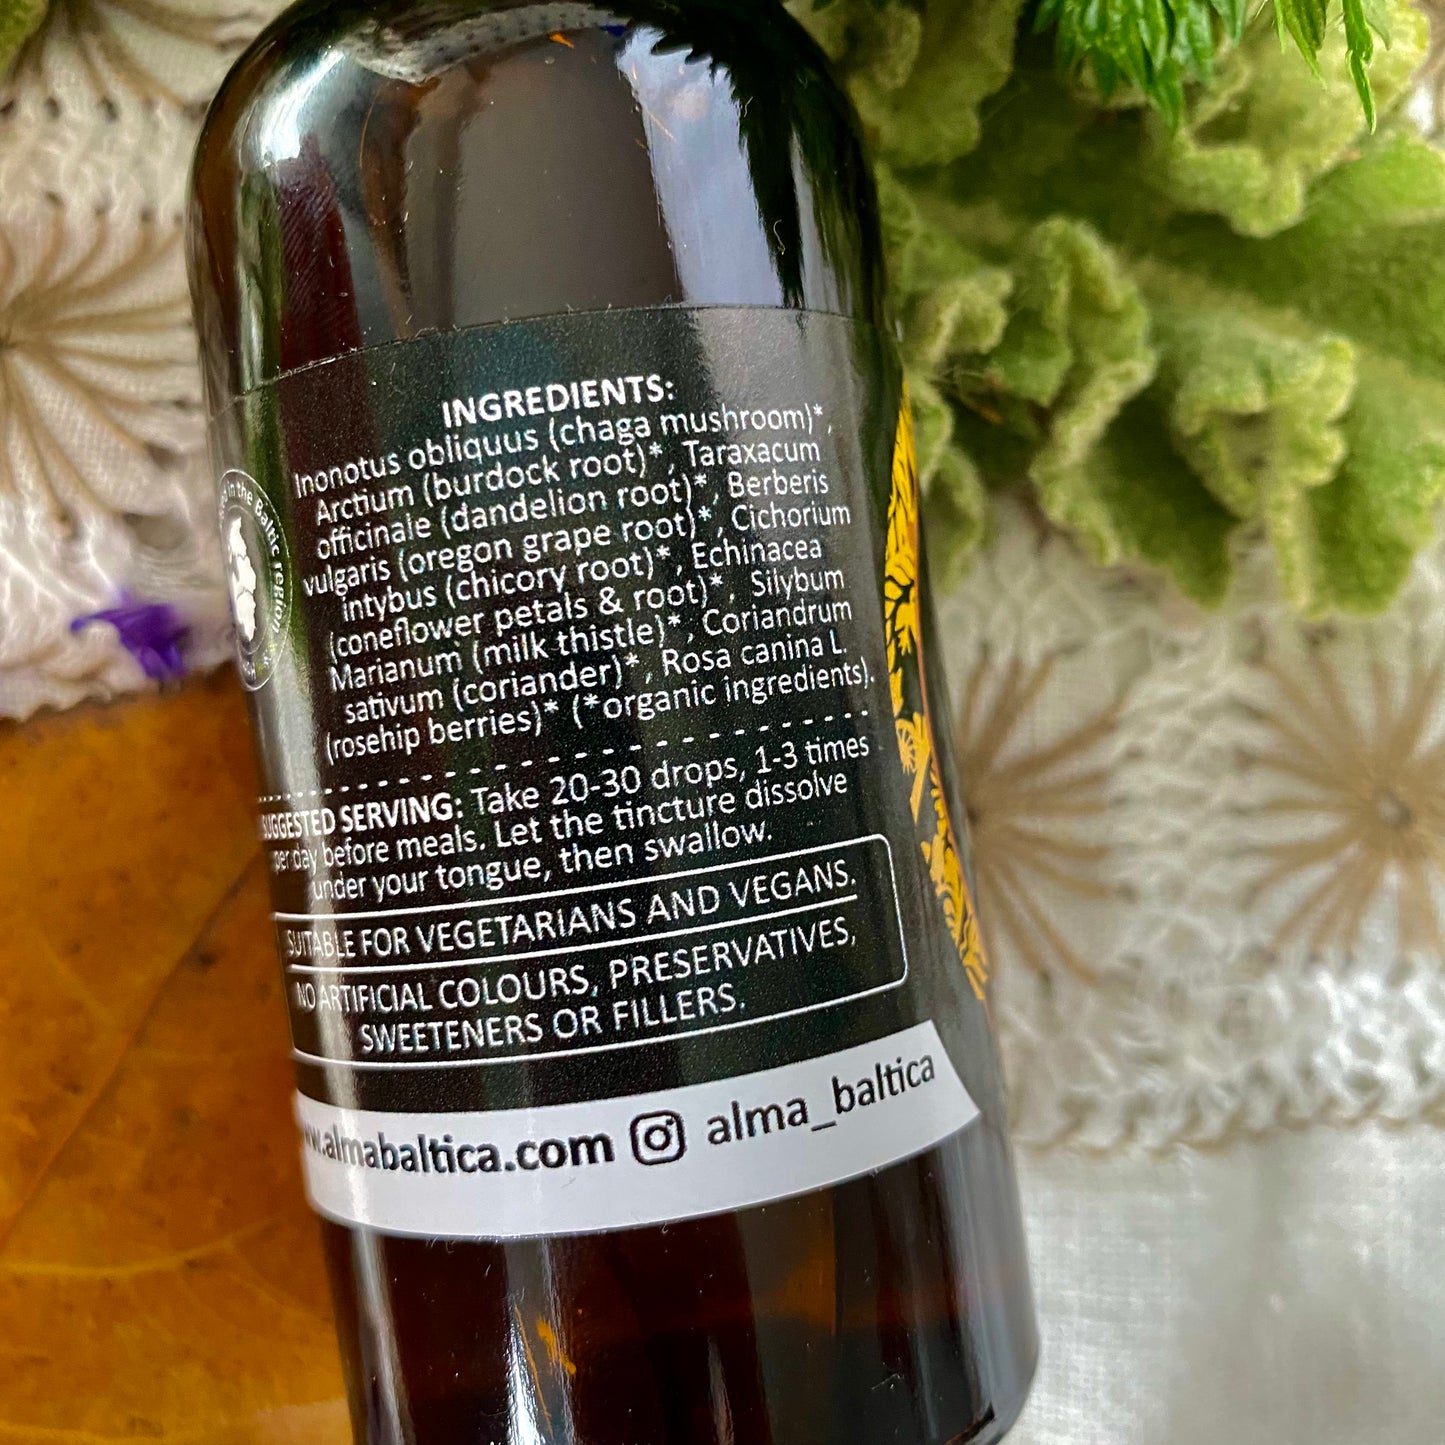 INGREDIENTS:
Inonotus obliquus (chaga mushroom)*,
Arctium (burdock root)*, Taraxacum
officinale (dandelion root)*, Berberis
vulgaris (oregon grape root)*, Cichorium
intybus (chicory root)*, Echinacea
(coneflower petals & root)*, Silybum
Marianum (milk thistle)*, Coriandrum
sativum (coriander)*, Rosa canina L.
(rosehip berries)* (*organic ingredients).
SUGGESTED SERVING: Take 20-30 drops, 1-3 times
per day before meals. Let the tincture dissolve
under your tongue, then swallow.
SUITABLE FOR VEGETARIANS AND VEGANS.
NO ARTIFICIAL COLOURS, PRESERVATIVES,
SWEETENERS OR FILLERS.
www.almabaltica.com alma_baltica
in the Baltic region